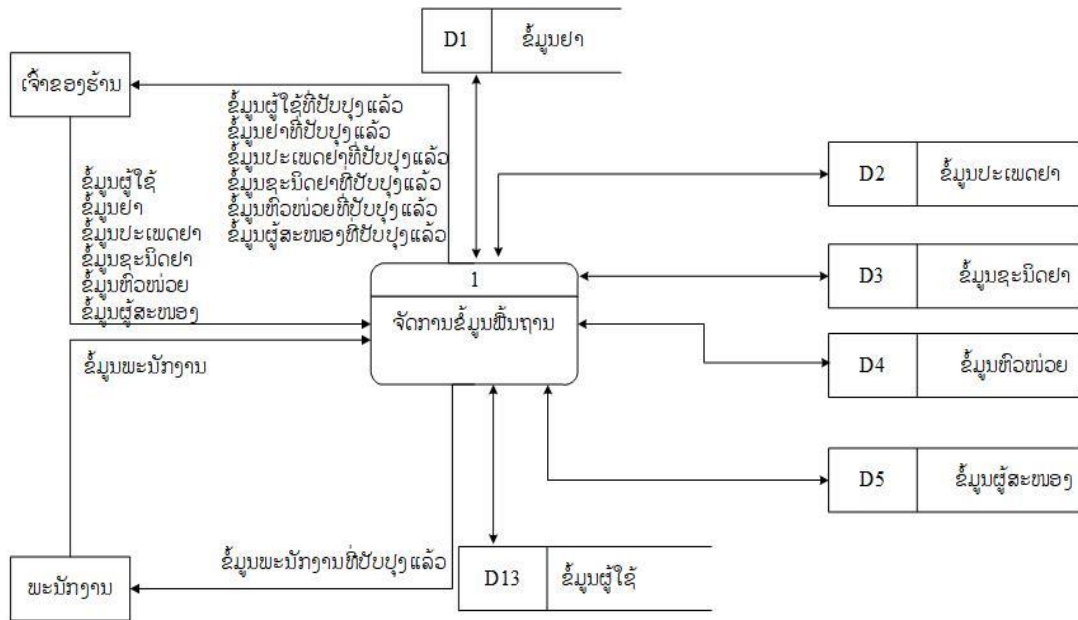 D1 ຂໍ້ມູນຢາ
ເຈົ້າຂອງຮ້ານ
ຂໍ້ມູນຜູ້ໃຊ້ທີ່ປັບປຸງແລ້ວ
ຂໍ້ມູນຢາທີ່ປັບປຸງແລ້ວ
ຂໍ້ມູນປະເພດຢາທີ່ປັບປຸງແລ້ວ
ຂໍ້ມູນຊະນິດຢາທີ່ປັບປຸງແລ້ວ
ຂໍ້ມູນຫົວໜ່ວຍທີ່ປັບປຸງແລ້ວ
ຂໍ້ມູນຜູ້ສະໜອງທີ່ປັບປຸງແລ້ວ
ຂໍ້ມູນຜູ້ໃຊ້
ຂໍ້ມູນຢາ
ຂໍ້ມູນປະເພດຢາ
ຂໍ້ມູນຊະນິດຢາ
ຂໍ້ມູນຫົວໜ່ວຍ
ຂໍ້ມູນຜູ້ສະໜອງ
D2 ຂໍ້ມູນປະເພດຢາ
D3 ຂໍ້ມູນຊະນິດຢາ
1
ຈັດການຂໍ້ມູນພື້ນຖານ
D4 ຂໍ້ມູນຫົວໜ່ວຍ
ຂໍ້ມູນພະນັກງານ
D5 ຂໍ້ມູນຜູ້ສະໜອງ
ຂໍ້ມູນພະນັກງານທີ່ປັບປຸງແລ້ວ
ພະນັກງານ
D13 ຂໍ້ມູນຜູ້ໃຊ້